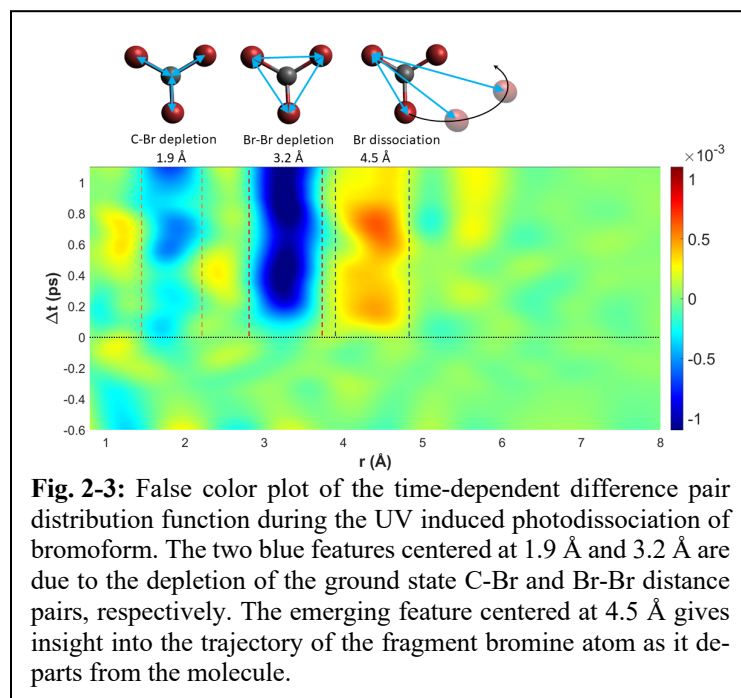 C-Br depletion Br-Br depletion Br dissociation
1.9 Å 3.2 Å 4.5 Å
×10⁻³
1
0.8
0.6
0.4
0.2
0
-0.2
-0.4
-0.6
Δt (ps)
1
0.5
0
-0.5
-1
1 2 3 4 5 6 7 8
r (Å)
Fig. 2-3: False color plot of the time-dependent difference pair
distribution function during the UV induced photodissociation of
bromoform. The two blue features centered at 1.9 Å and 3.2 Å are
due to the depletion of the ground state C-Br and Br-Br distance
pairs, respectively. The emerging feature centered at 4.5 Å gives
insight into the trajectory of the fragment bromine atom as it de-
parts from the molecule.